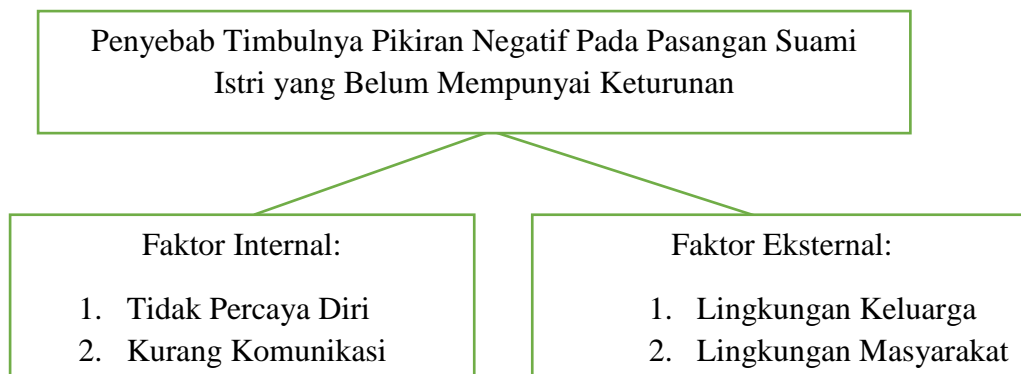 Penyebab Timbulnya Pikiran Negatif Pada Pasangan Suami
Istri yang Belum Mempunyai Keturunan
Faktor Internal:
1. Tidak Percaya Diri
2. Kurang Komunikasi
Faktor Eksternal:
1. Lingkungan Keluarga
2. Lingkungan Masyarakat